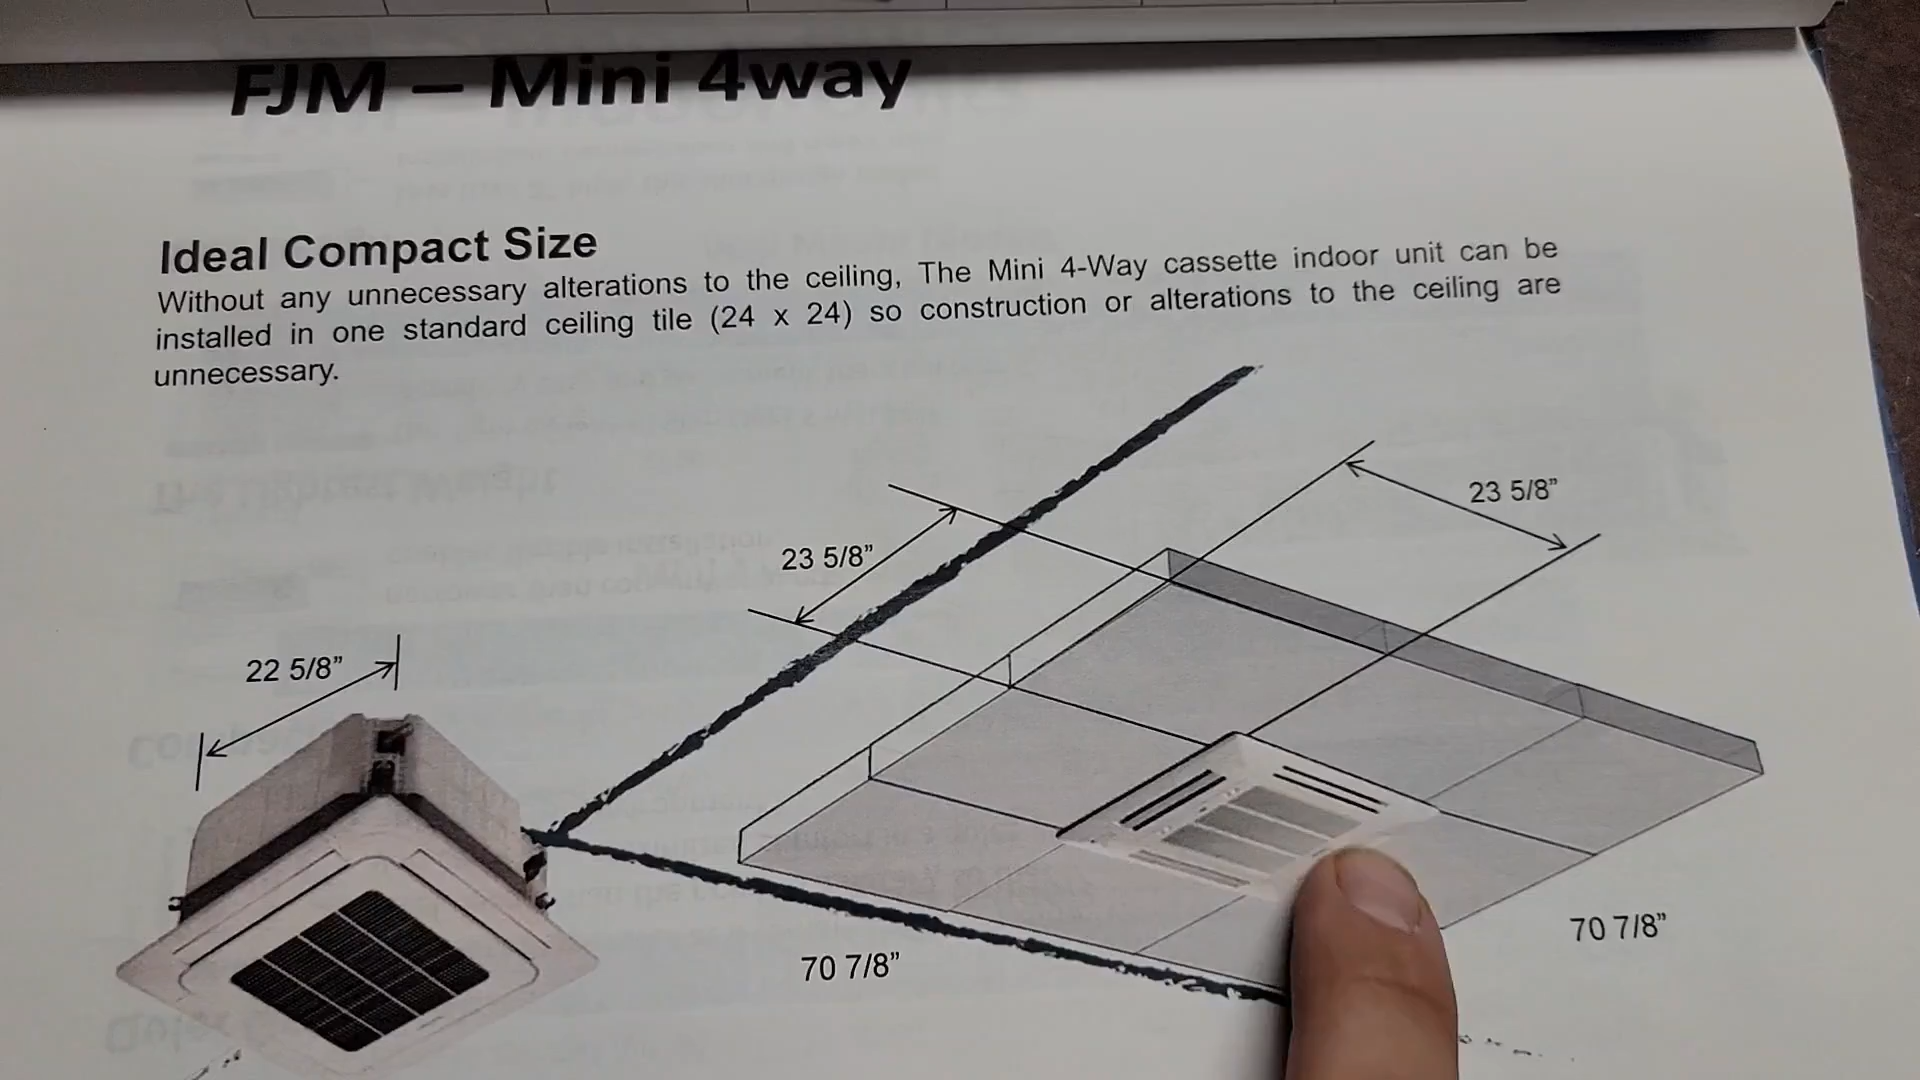 FJM – Mini 4way
Ideal Compact Size
Without any unnecessary alterations to the ceiling, The Mini 4-Way cassette indoor unit can be
installed in one standard ceiling tile (24 x 24) so construction or alterations to the ceiling are
unnecessary.
23 5/8”
23 5/8”
22 5/8”
70 7/8”
70 7/8”